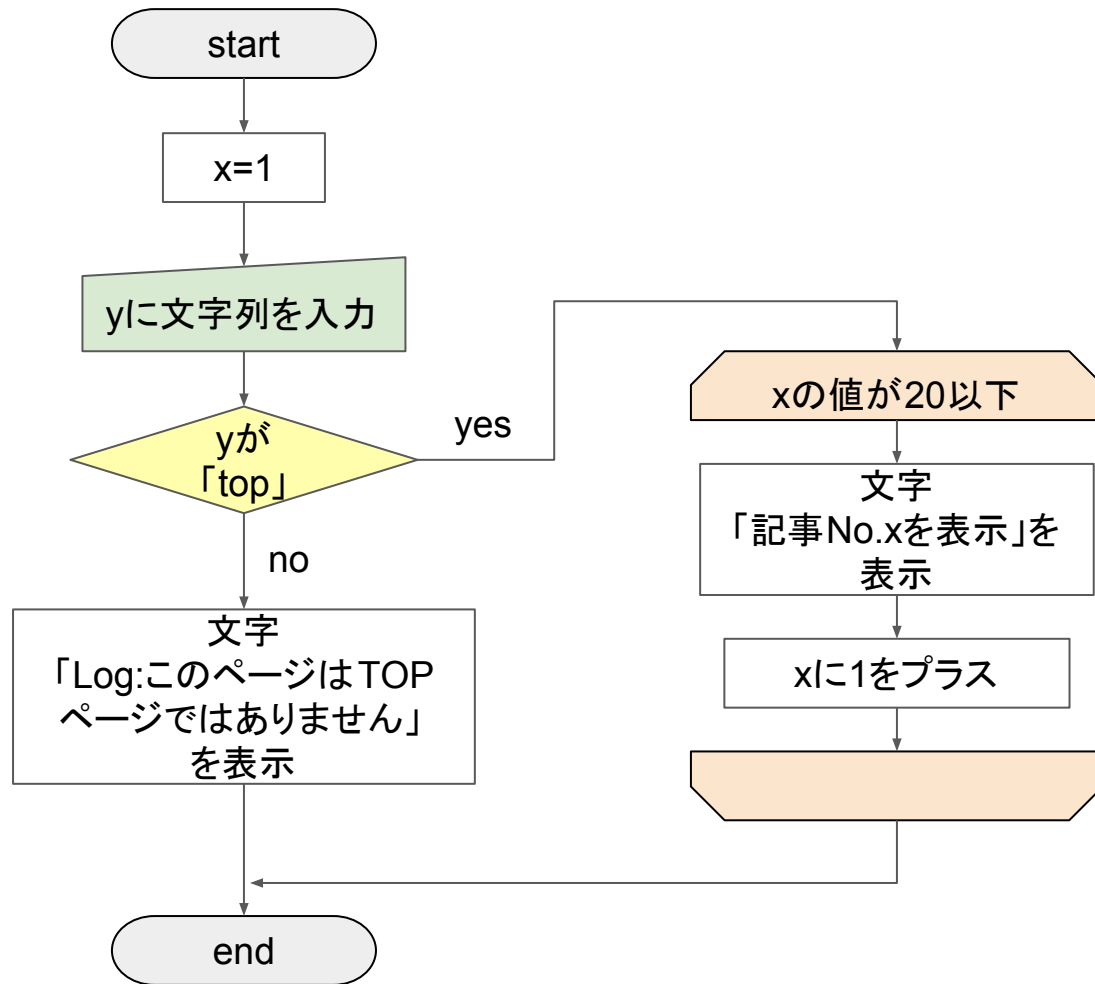 start
x=1
yに文字列を入力
yが
「top」
yes
no
文字
「Log:このページはTOP
ページではありません」
を表示
xの値が20以下
文字
「記事No.xを表示」を
表示
xに1をプラス
end